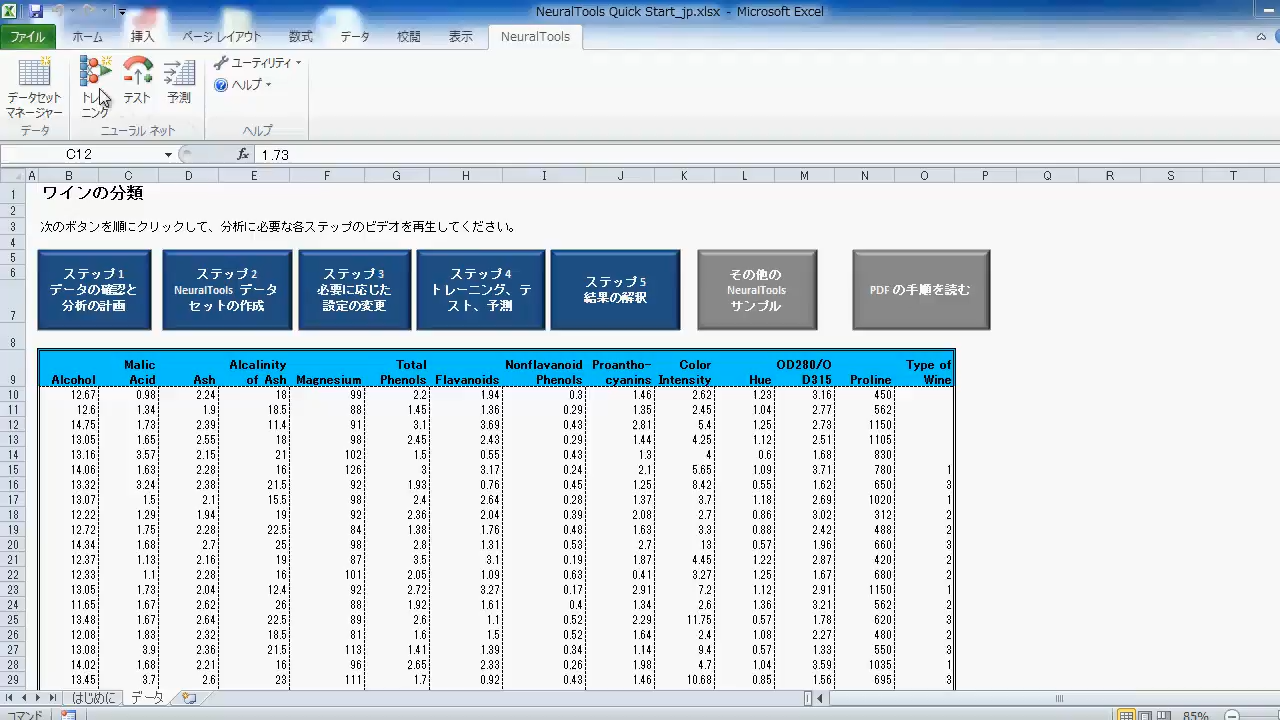 NeuralTools Quick Start_jp.xlsx - Microsoft Excel
ファイル ホーム 挿入 ページ レイアウト 数式 データ 校閲 表示 NeuralTools
データセット マネージャー
トレーニング テスト 予測
ユーティリティ
ヘルプ
データ ニューラル ネット ヘルプ
C12 fx 1.73
A B C D E F G H I J K L M N O P Q R S T
1 ワインの分類
2
3 次のボタンを順にクリックして、分析に必要な各ステップのビデオを再生してください。
4
5
6
7
8
ステップ 1 データの確認と 分析の計画
ステップ 2 NeuralTools データ セットの作成
ステップ 3 必要に応じた 設定の変更
ステップ 4 トレーニング、テ スト、予測
ステップ 5 結果の解釈
その他の NeuralTools サンプル
PDF の手順を読む
9 Alcohol Malic Acid Ash Alcalinity of Ash Magnesium Total Phenols Flavanoids Nonflavanoid Phenols Proantho-cyanins Color Intensity Hue OD280/O D315 Proline Type of Wine
10 12.67 0.98 2.24 18 99 2.2 1.94 0.3 1.46 2.62 1.23 3.16 450
11 12.6 1.34 1.9 18.5 88 1.45 1.36 0.29 1.35 2.45 1.04 2.77 562
12 14.75 1.73 2.39 11.4 91 3.1 3.69 0.43 2.81 5.4 1.25 2.73 1150
13 13.05 1.65 2.55 18 98 2.45 2.43 0.29 1.44 4.25 1.12 2.51 1105
14 13.16 3.57 2.15 21 102 1.5 0.55 0.43 1.3 4 0.6 1.68 830
15 14.06 1.63 2.28 16 126 3 3.17 0.24 2.1 5.65 1.09 3.71 780 1
16 13.32 3.24 2.38 21.5 92 1.93 0.76 0.45 1.25 8.42 0.55 1.62 650 3
17 13.07 1.5 2.1 15.5 98 2.4 2.64 0.28 1.37 3.7 1.18 2.69 1020 1
18 12.22 1.29 1.94 19 92 2.36 2.04 0.39 2.08 2.7 0.86 3.02 312 2
19 12.72 1.75 2.28 22.5 84 1.38 1.76 0.48 1.63 3.3 0.88 2.42 488 2
20 14.34 1.68 2.7 25 98 2.8 1.31 0.53 2.7 13 0.57 1.96 660 3
21 12.37 1.13 2.16 19 87 3.5 3.1 0.19 1.87 4.45 1.22 2.87 420 2
22 12.33 1.1 2.28 16 101 2.05 1.09 0.63 0.41 3.27 1.25 1.67 680 2
23 13.05 1.73 2.04 12.4 92 2.72 3.27 0.17 2.91 7.2 1.12 2.91 1150 1
24 11.65 1.67 2.62 26 88 1.92 1.61 0.4 1.34 2.6 1.36 3.21 562 2
25 13.48 1.67 2.64 22.5 89 2.6 1.1 0.52 2.29 11.75 0.57 1.78 620 3
26 12.08 1.83 2.32 18.5 81 1.6 1.5 0.52 1.64 2.4 1.08 2.27 480 2
27 13.08 3.9 2.36 21.5 113 1.41 1.39 0.34 1.14 9.4 0.57 1.33 550 3
28 14.02 1.68 2.21 16 96 2.65 2.33 0.26 1.98 4.7 1.04 3.59 1035 1
29 13.45 3.7 2.6 23 111 1.7 0.92 0.43 1.46 10.68 0.85 1.56 695 3
はじめに データ
コマンド 85%